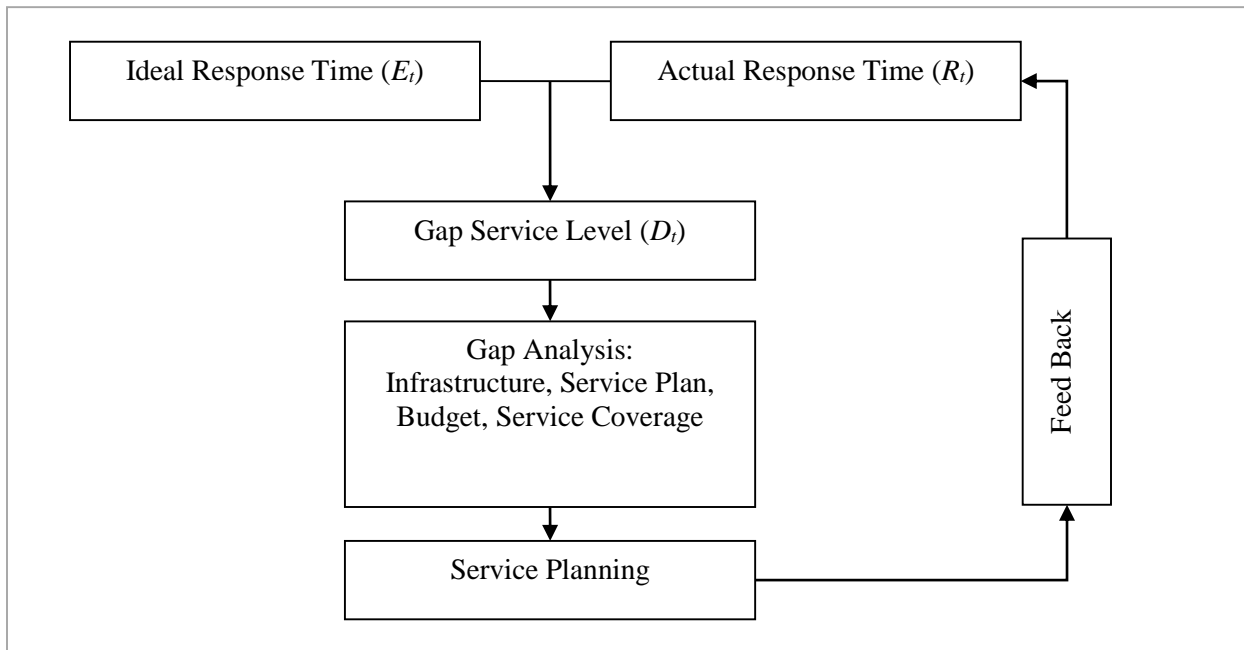 Ideal Response Time (Et)
Actual Response Time (Rt)
Gap Service Level (Dt)
Gap Analysis:
Infrastructure, Service Plan,
Budget, Service Coverage
Feed Back
Service Planning